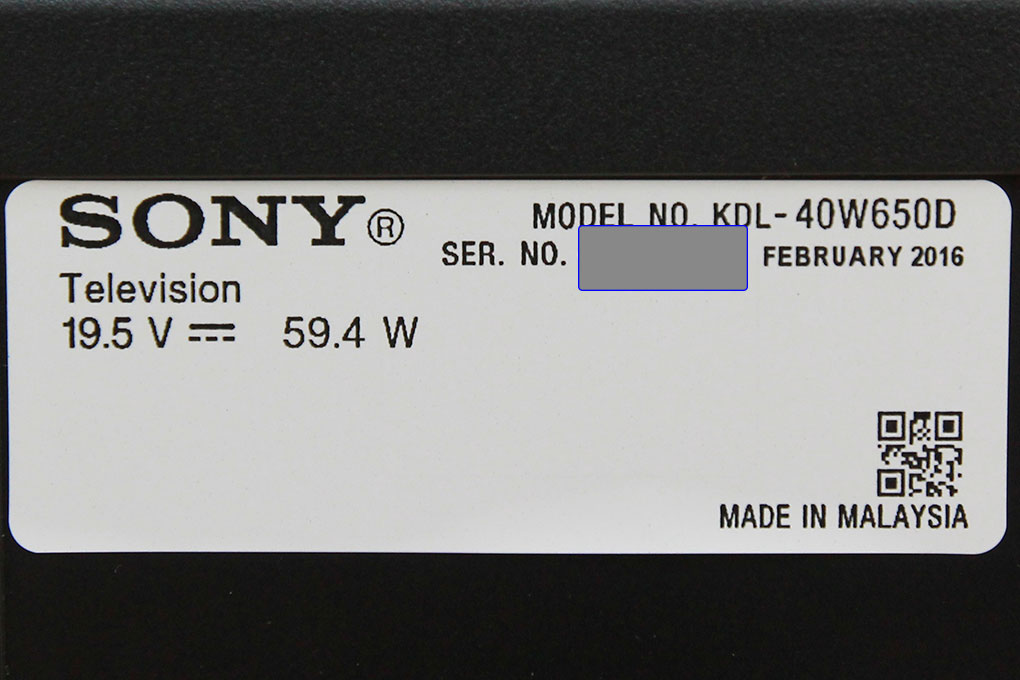 SONY®
MODEL NO. KDL-40W650D
SER. NO. FEBRUARY 2016
Television
19.5 V ⎓ 59.4 W
MADE IN MALAYSIA